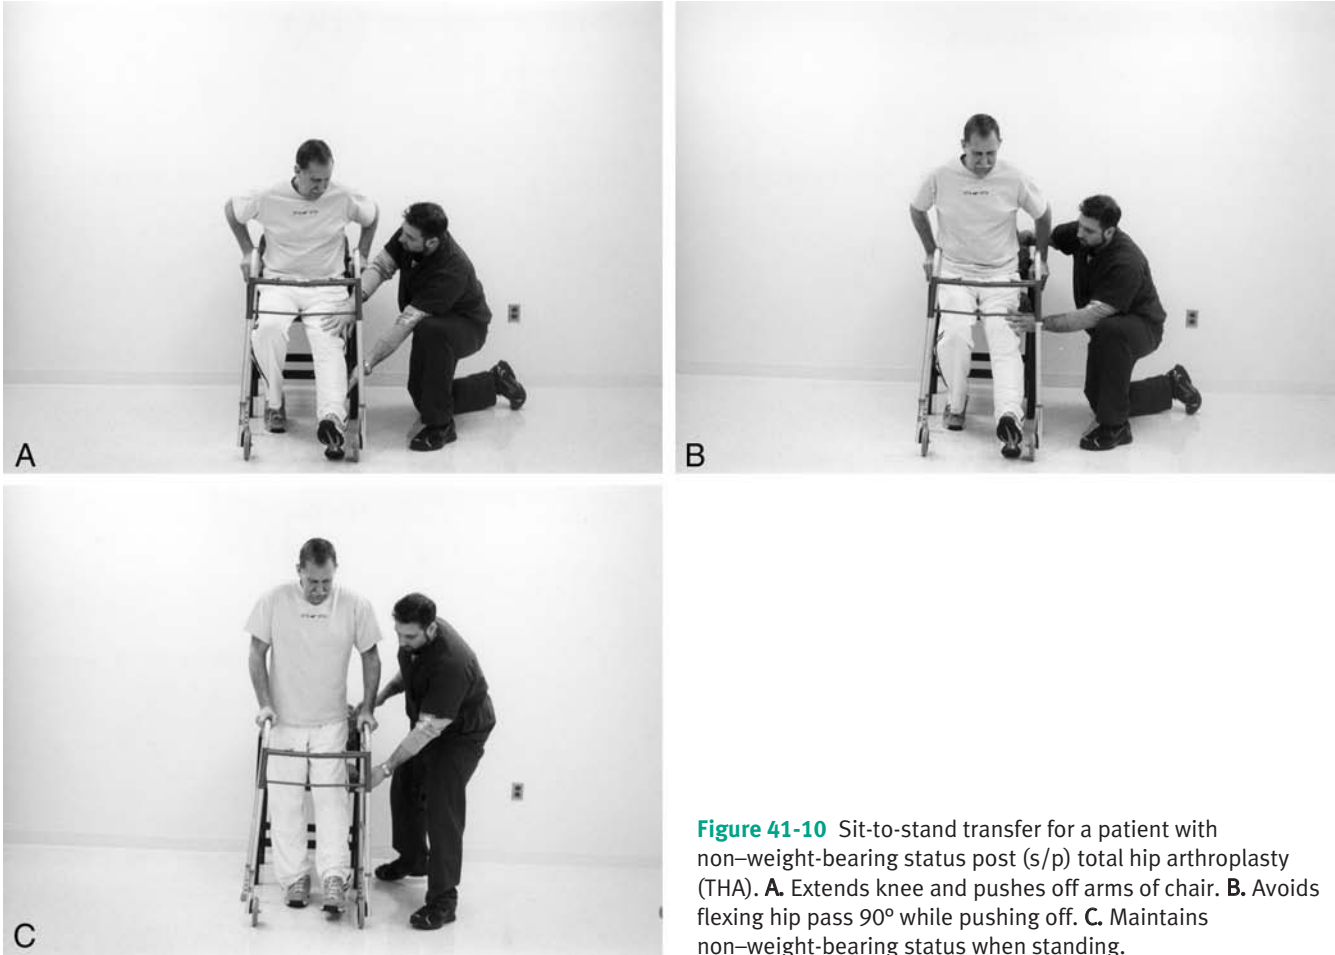 A
B
C
Figure 41-10 Sit-to-stand transfer for a patient with
non–weight-bearing status post (s/p) total hip arthroplasty
(THA). A. Extends knee and pushes off arms of chair. B. Avoids
flexing hip pass 90° while pushing off. C. Maintains
non–weight-bearing status when standing.